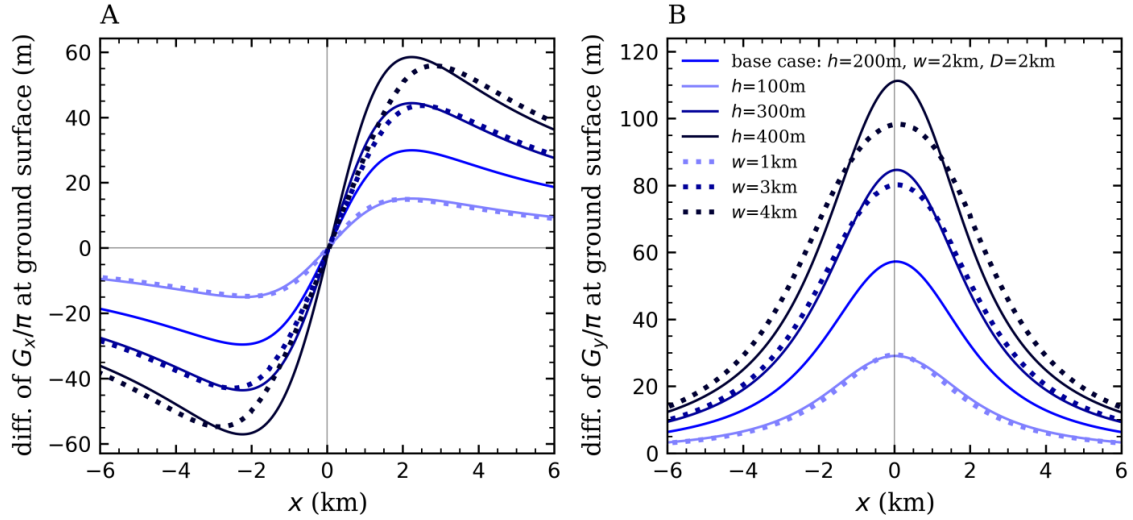 A
diff. of Gₓ/π at ground surface (m)
60
40
20
0
−20
−40
−60
−6
−4
−2
0
2
4
6
x (km)
B
diff. of Gᵧ/π at ground surface (m)
120
100
80
60
40
20
0
base case: h=200m, w=2km, D=2km
h=100m
h=300m
h=400m
w=1km
w=3km
w=4km
−6
−4
−2
0
2
4
6
x (km)